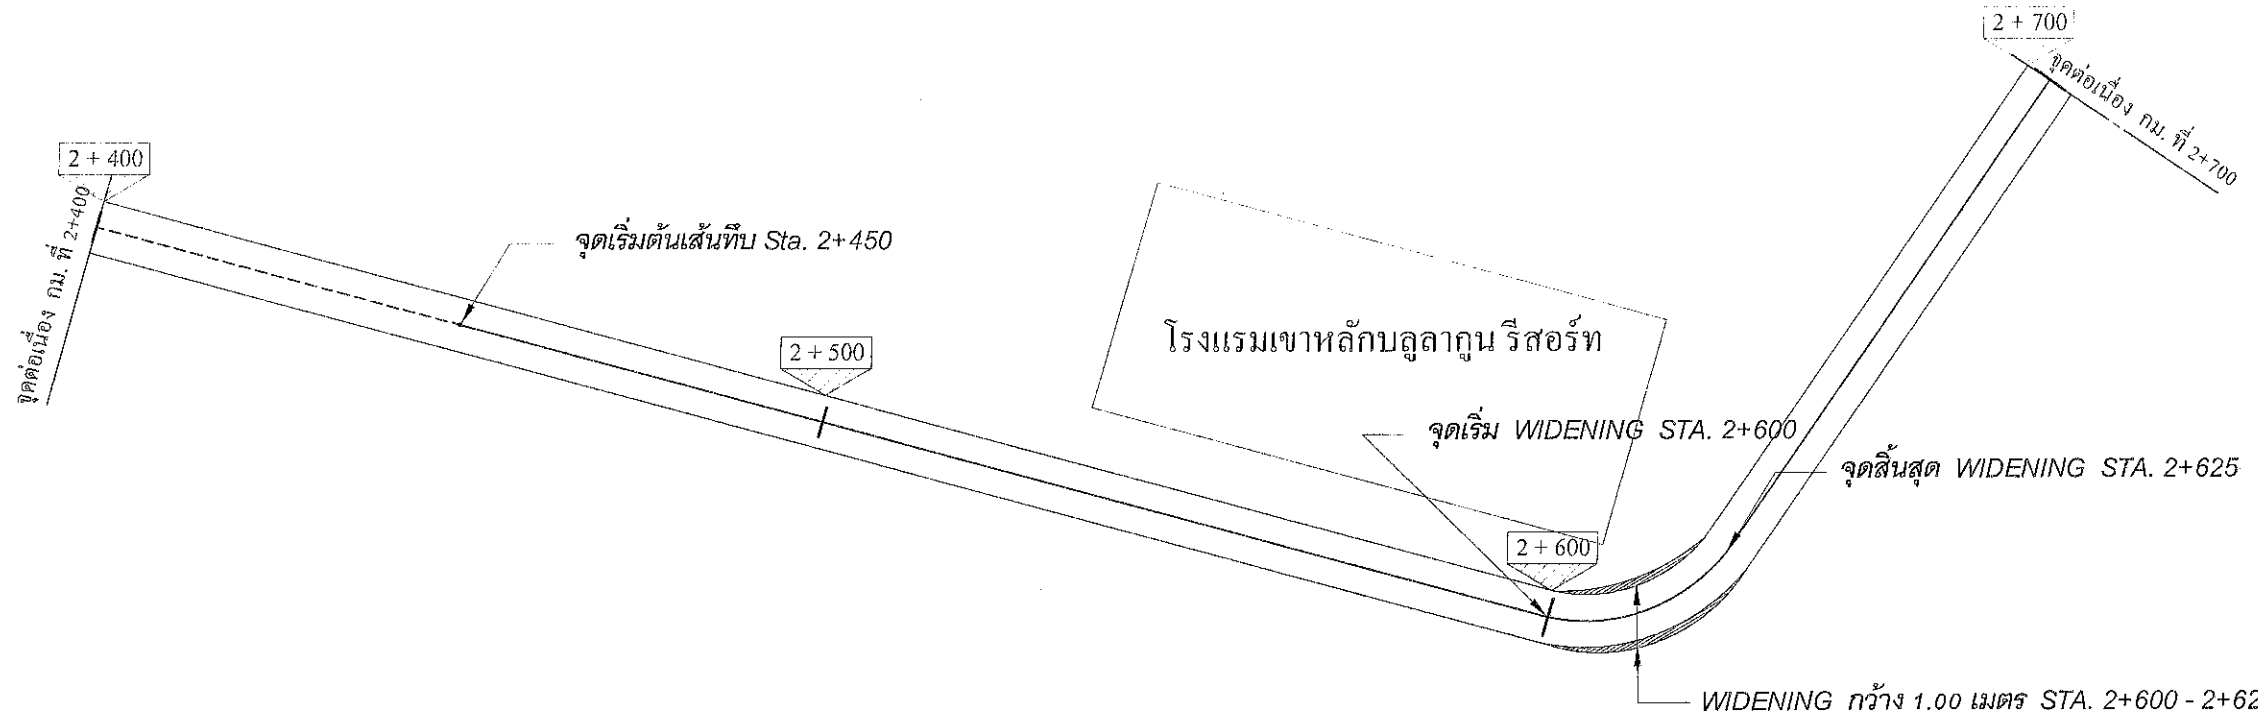 2 + 700
จุดต่อเนื่อง กม. ที่ 2+700
2 + 400
จุดต่อเนื่อง กม. ที่ 2+400
จุดเริ่มต้นเส้นทึบ Sta. 2+450
2 + 500
โรงแรมเขาหลักบลูลากูน รีสอร์ท
จุดเริ่ม WIDENING STA. 2+600
จุดสิ้นสุด WIDENING STA. 2+625
2 + 600
WIDENING กว้าง 1.00 เมตร STA. 2+600 - 2+62